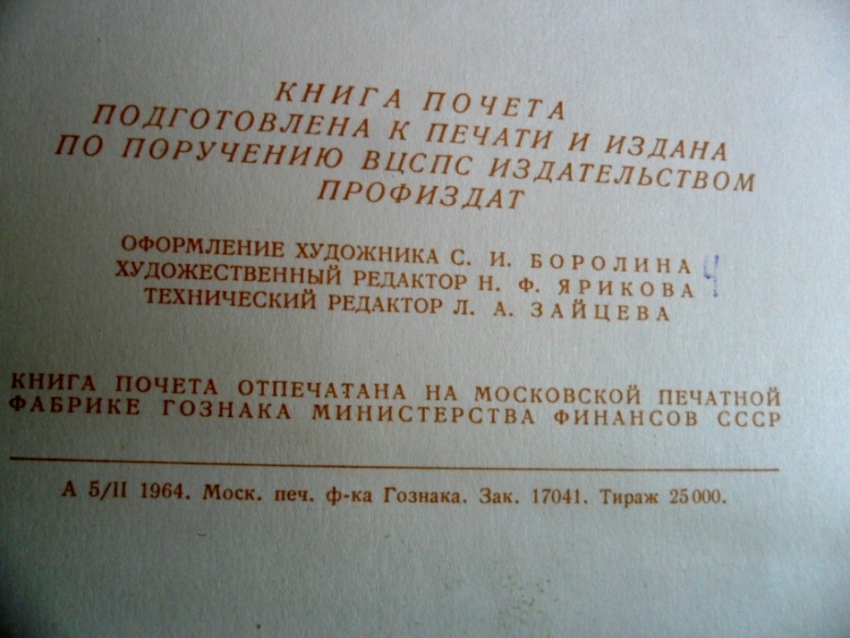 КНИГА ПОЧЕТА
ПОДГОТОВЛЕНА К ПЕЧАТИ И ИЗДАНА
ПО ПОРУЧЕНИЮ ВЦСПС ИЗДАТЕЛЬСТВОМ
ПРОФИЗДАТ
ОФОРМЛЕНИЕ ХУДОЖНИКА С. И. БОРОЛИНА
ХУДОЖЕСТВЕННЫЙ РЕДАКТОР Н. Ф. ЯРИКОВА
ТЕХНИЧЕСКИЙ РЕДАКТОР Л. А. ЗАЙЦЕВА
КНИГА ПОЧЕТА ОТПЕЧАТАНА НА МОСКОВСКОЙ ПЕЧАТНОЙ
ФАБРИКЕ ГОЗНАКА МИНИСТЕРСТВА ФИНАНСОВ СССР
А 5/II 1964. Моск. печ. ф-ка Гознака. Зак. 17041. Тираж 25 000.